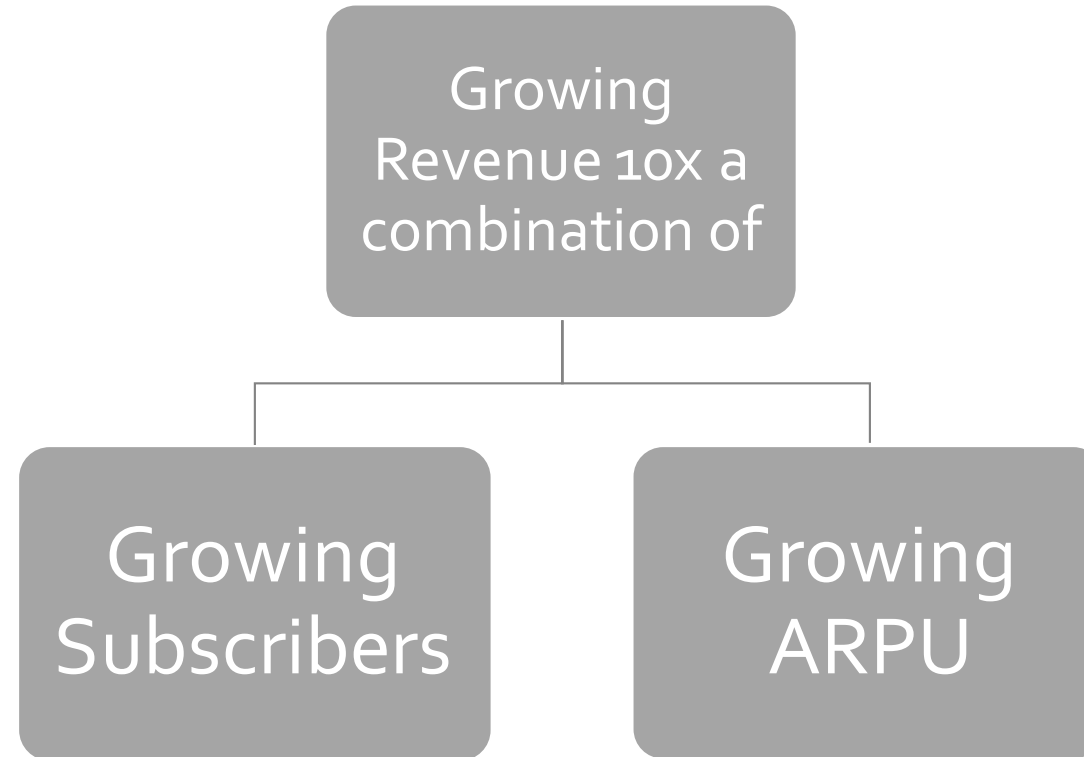 Growing
Revenue 10x a
combination of
Growing
Subscribers
Growing
ARPU